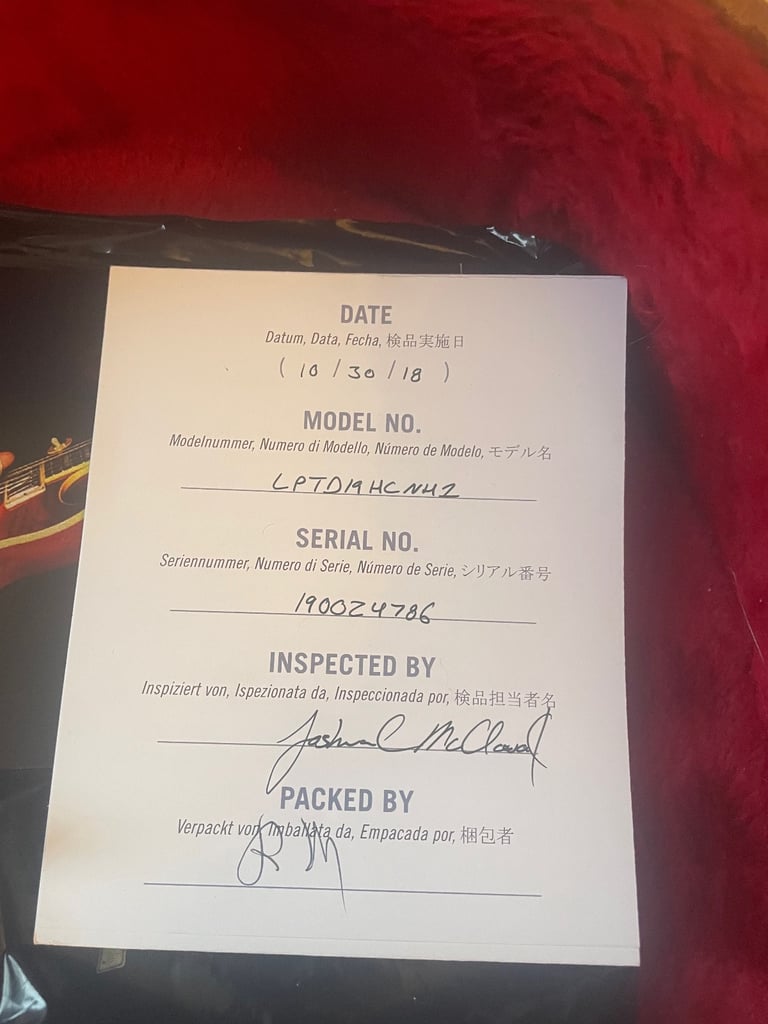 DATE
Datum, Data, Fecha, 検品実施日
( 10 / 30 / 18 )
MODEL NO.
Modelnummer, Numero di Modello, Número de Modelo, モデル名
LPTD19HCNH1
SERIAL NO.
Seriennummer, Numero di Serie, Número de Serie, シリアル番号
190024786
INSPECTED BY
Inspiziert von, Ispezionata da, Inspeccionada por, 検品担当者名
Joshua C
PACKED BY
Verpackt von, Imballata da, Empacada por, 梱包者
RM